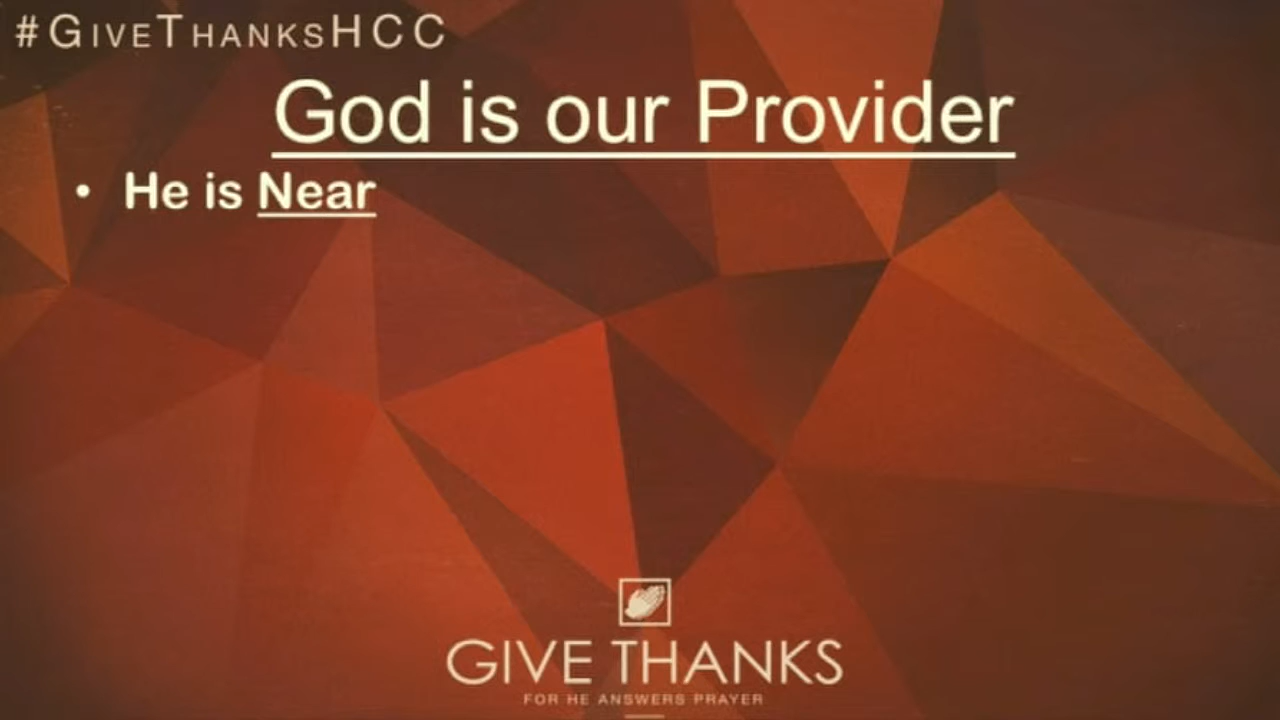 #GIVETHANKSHCC
God is our Provider
• He is Near
GIVE THANKS
FOR HE ANSWERS PRAYER